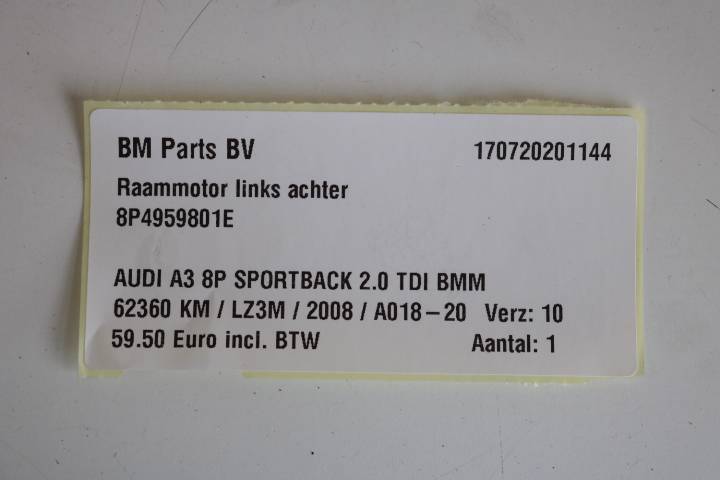 BM Parts BV 170720201144
Raammotor links achter
8P4959801E
AUDI A3 8P SPORTBACK 2.0 TDI BMM
62360 KM / LZ3M / 2008 / A018-20 Verz: 10
59.50 Euro incl. BTW Aantal: 1